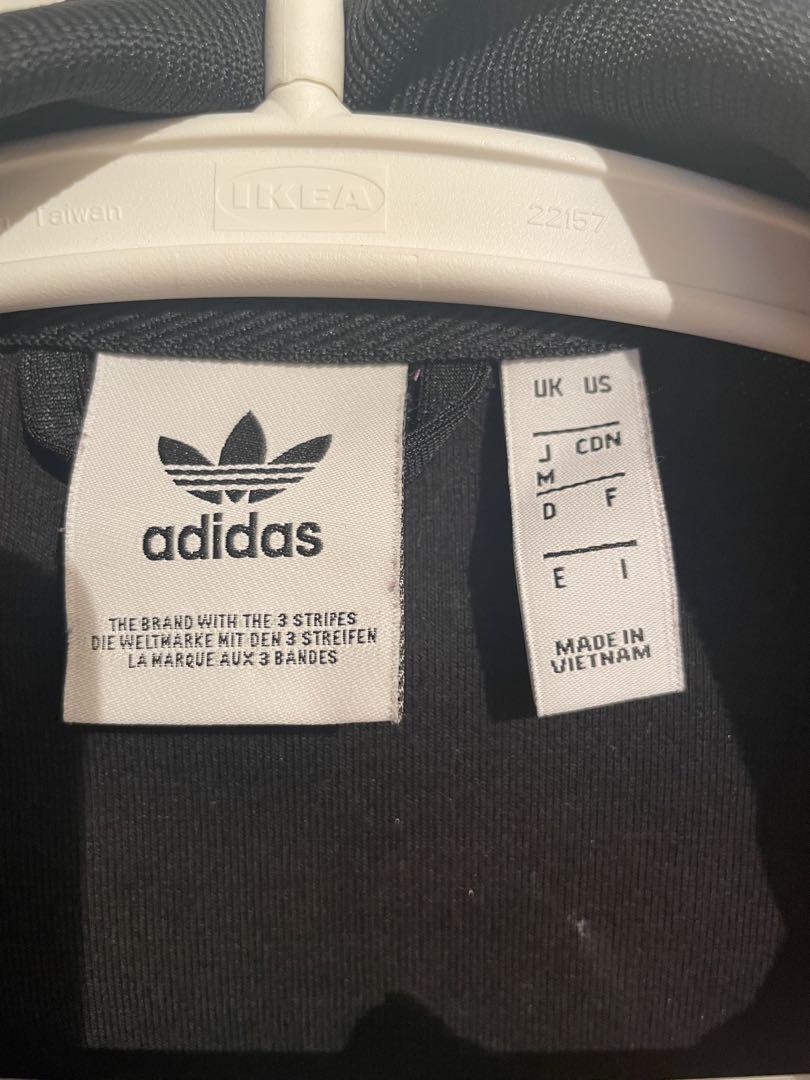 Taiwan
IKEA
22157
adidas
THE BRAND WITH THE 3 STRIPES
DIE WELTMARKE MIT DEN 3 STREIFEN
LA MARQUE AUX 3 BANDES
UK US
J CDN
M
D F
E I
MADE IN
VIETNAM